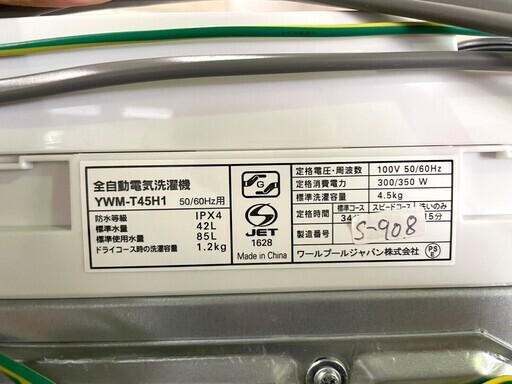 全自動電気洗濯機
YWM-T45H1 50/60Hz用
防水等級 IPX4
標準水量 42L
標準使用水量 85L
ドライコース時の洗濯容量 1.2kg
G
S
JET
1628
Made in China
定格電圧・周波数 100V 50/60Hz
定格消費電力 300/350 W
標準洗濯容量 4.5kg
定格時間 標準コース スピードコース 洗いのみ
34 15分
製造番号
S-908
ワールプールジャパン株式会社
PS
E